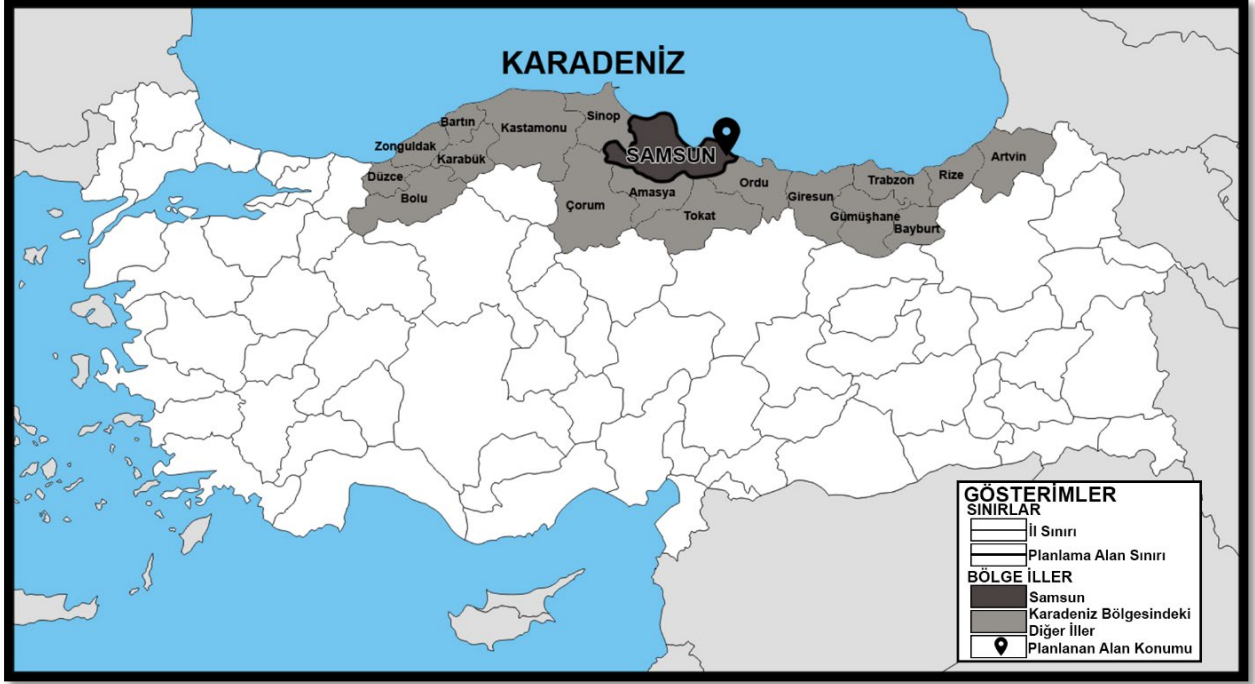 KARADENİZ
Sinop
Bartın
Kastamonu
Zonguldak
Karabük
SAMSUN
Artvin
Düzce
Bolu
Amasya
Ordu
Trabzon
Rize
Çorum
Giresun
Tokat
Gümüşhane
Bayburt
GÖSTERİMLER
SINIRLAR
İl Sınırı
Planlama Alan Sınırı
BÖLGE İLLER
Samsun
Karadeniz Bölgesindeki
Diğer İller
Planlanan Alan Konumu